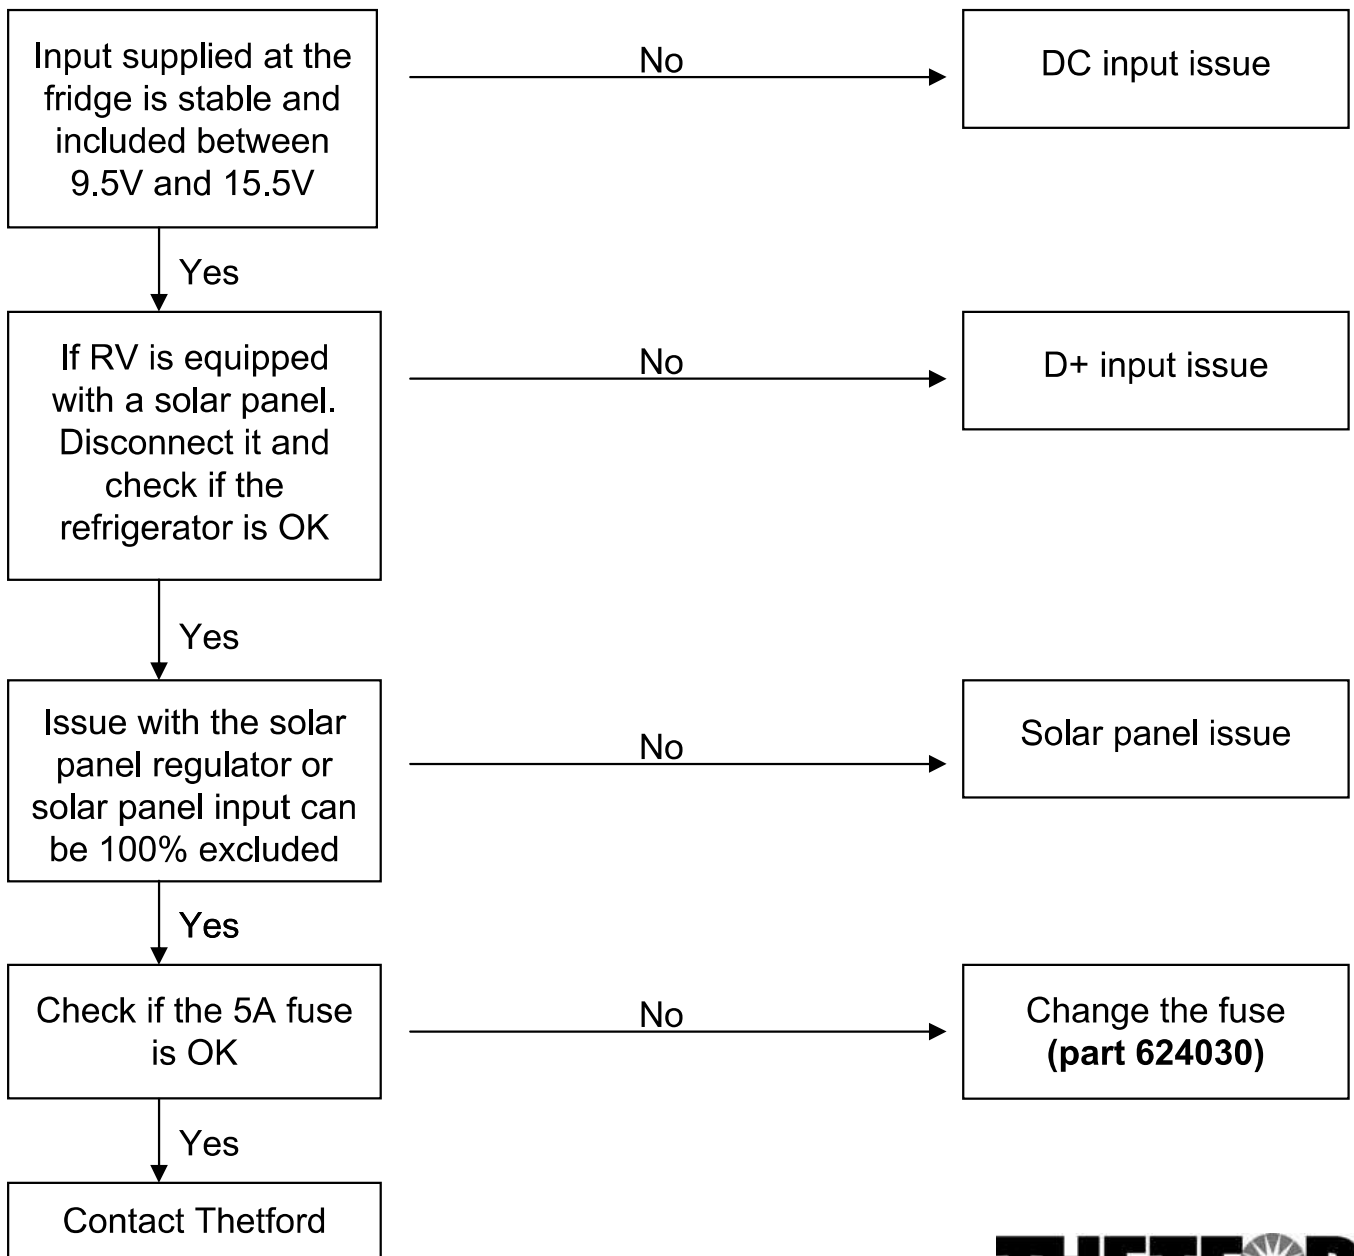 Input supplied at the
fridge is stable and
included between
9.5V and 15.5V
No
DC input issue
Yes
If RV is equipped
with a solar panel.
Disconnect it and
check if the
refrigerator is OK
No
D+ input issue
Yes
Issue with the solar
panel regulator or
solar panel input can
be 100% excluded
No
Solar panel issue
Yes
Check if the 5A fuse
is OK
No
Change the fuse
(part 624030)
Yes
Contact Thetford